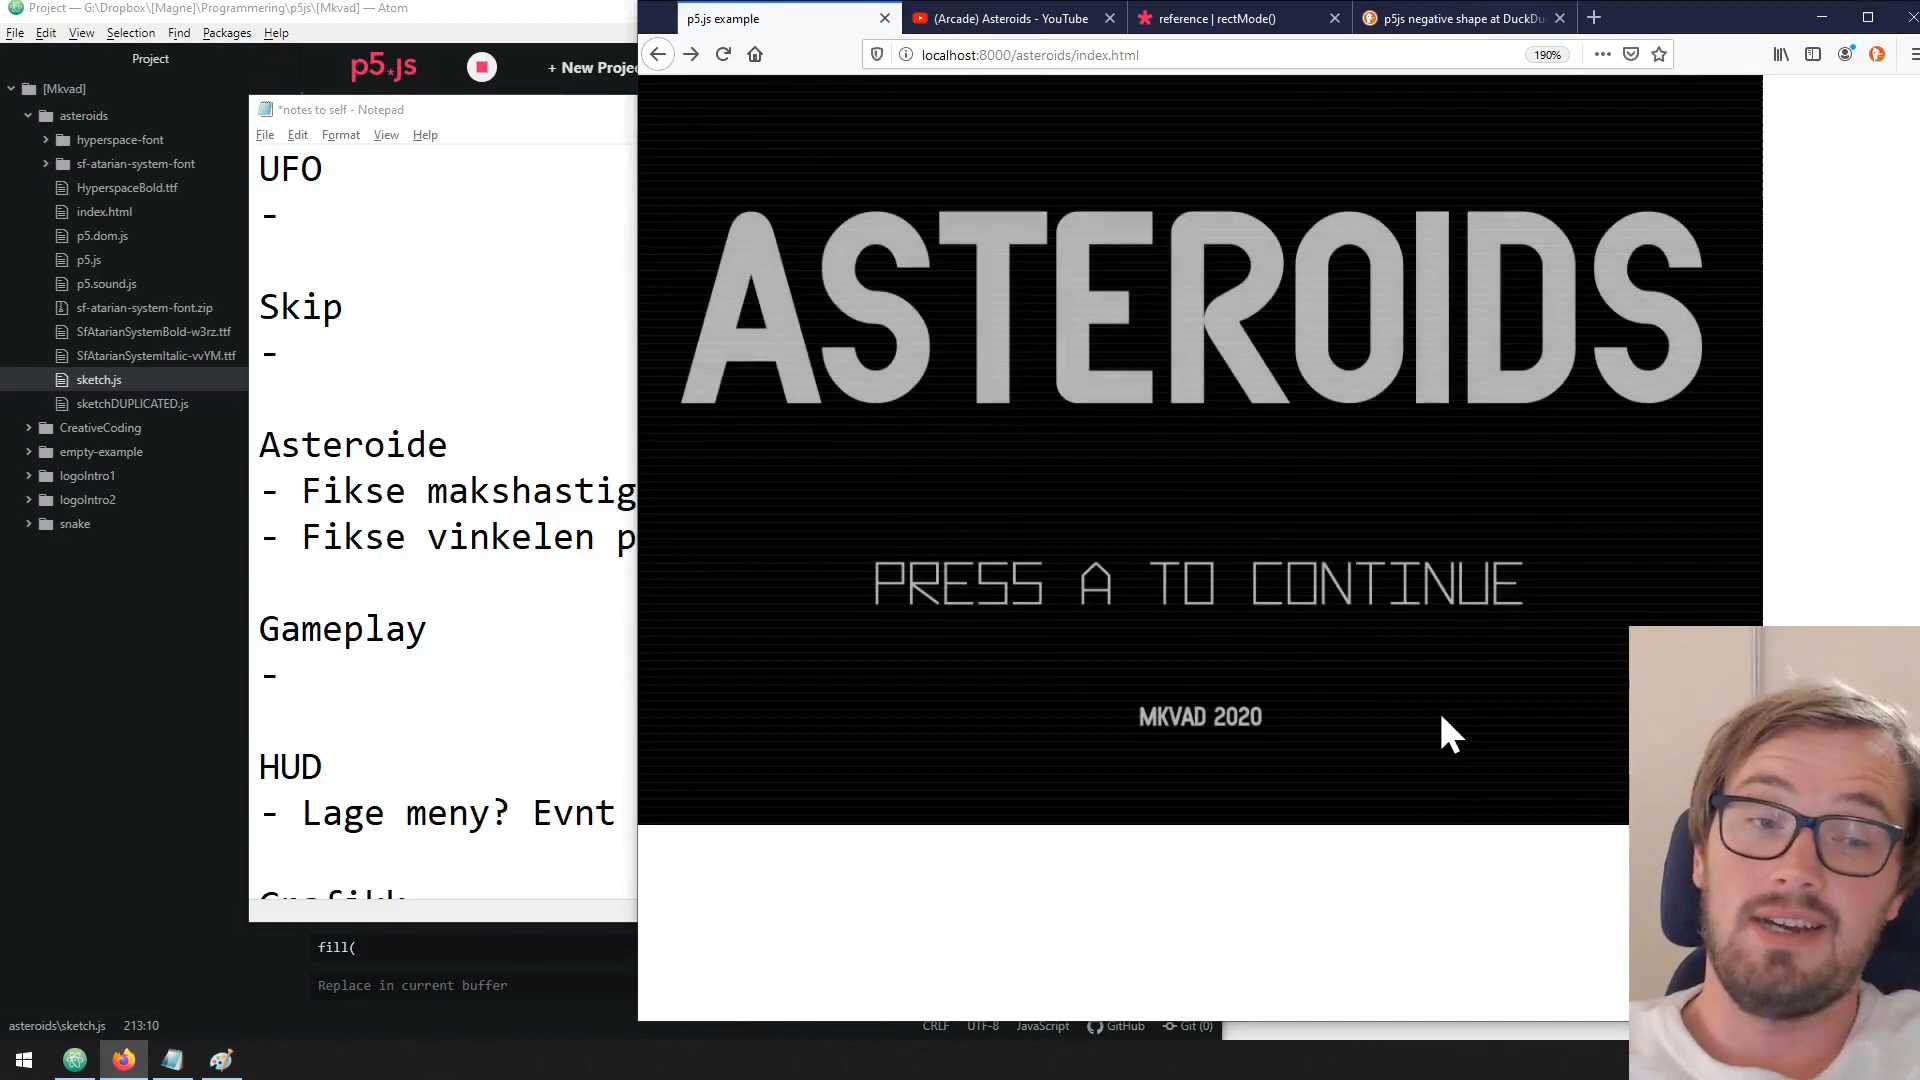 Project — G:\Dropbox\[Magne]\Programmering\p5js\[Mkvad] — Atom
File Edit View Selection Find Packages Help
Project
[Mkvad]
asteroids
hyperspace-font
sf-atarian-system-font
HyperspaceBold.ttf
index.html
p5.dom.js
p5.js
p5.sound.js
sf-atarian-system-font.zip
SfAtarianSystemBold-w3rz.ttf
SfAtarianSystemItalic-vvYM.ttf
sketch.js
sketchDUPLICATED.js
CreativeCoding
empty-example
logoIntro1
logoIntro2
snake
p5.js
+ New Proje
*notes to self - Notepad
File Edit Format View Help
UFO
-
Skip
-
Asteroide
- Fikse makshastig
- Fikse vinkelen p
Gameplay
-
HUD
- Lage meny? Evnt
Grafikk
fill(
Replace in current buffer
asteroids\sketch.js 213:10
CRLF UTF-8 JavaScript GitHub Git (0)
p5.js example
(Arcade) Asteroids - YouTube
reference | rectMode()
p5js negative shape at DuckDu
localhost:8000/asteroids/index.html
190%
ASTEROIDS
PRESS A TO CONTINUE
MKVAD 2020